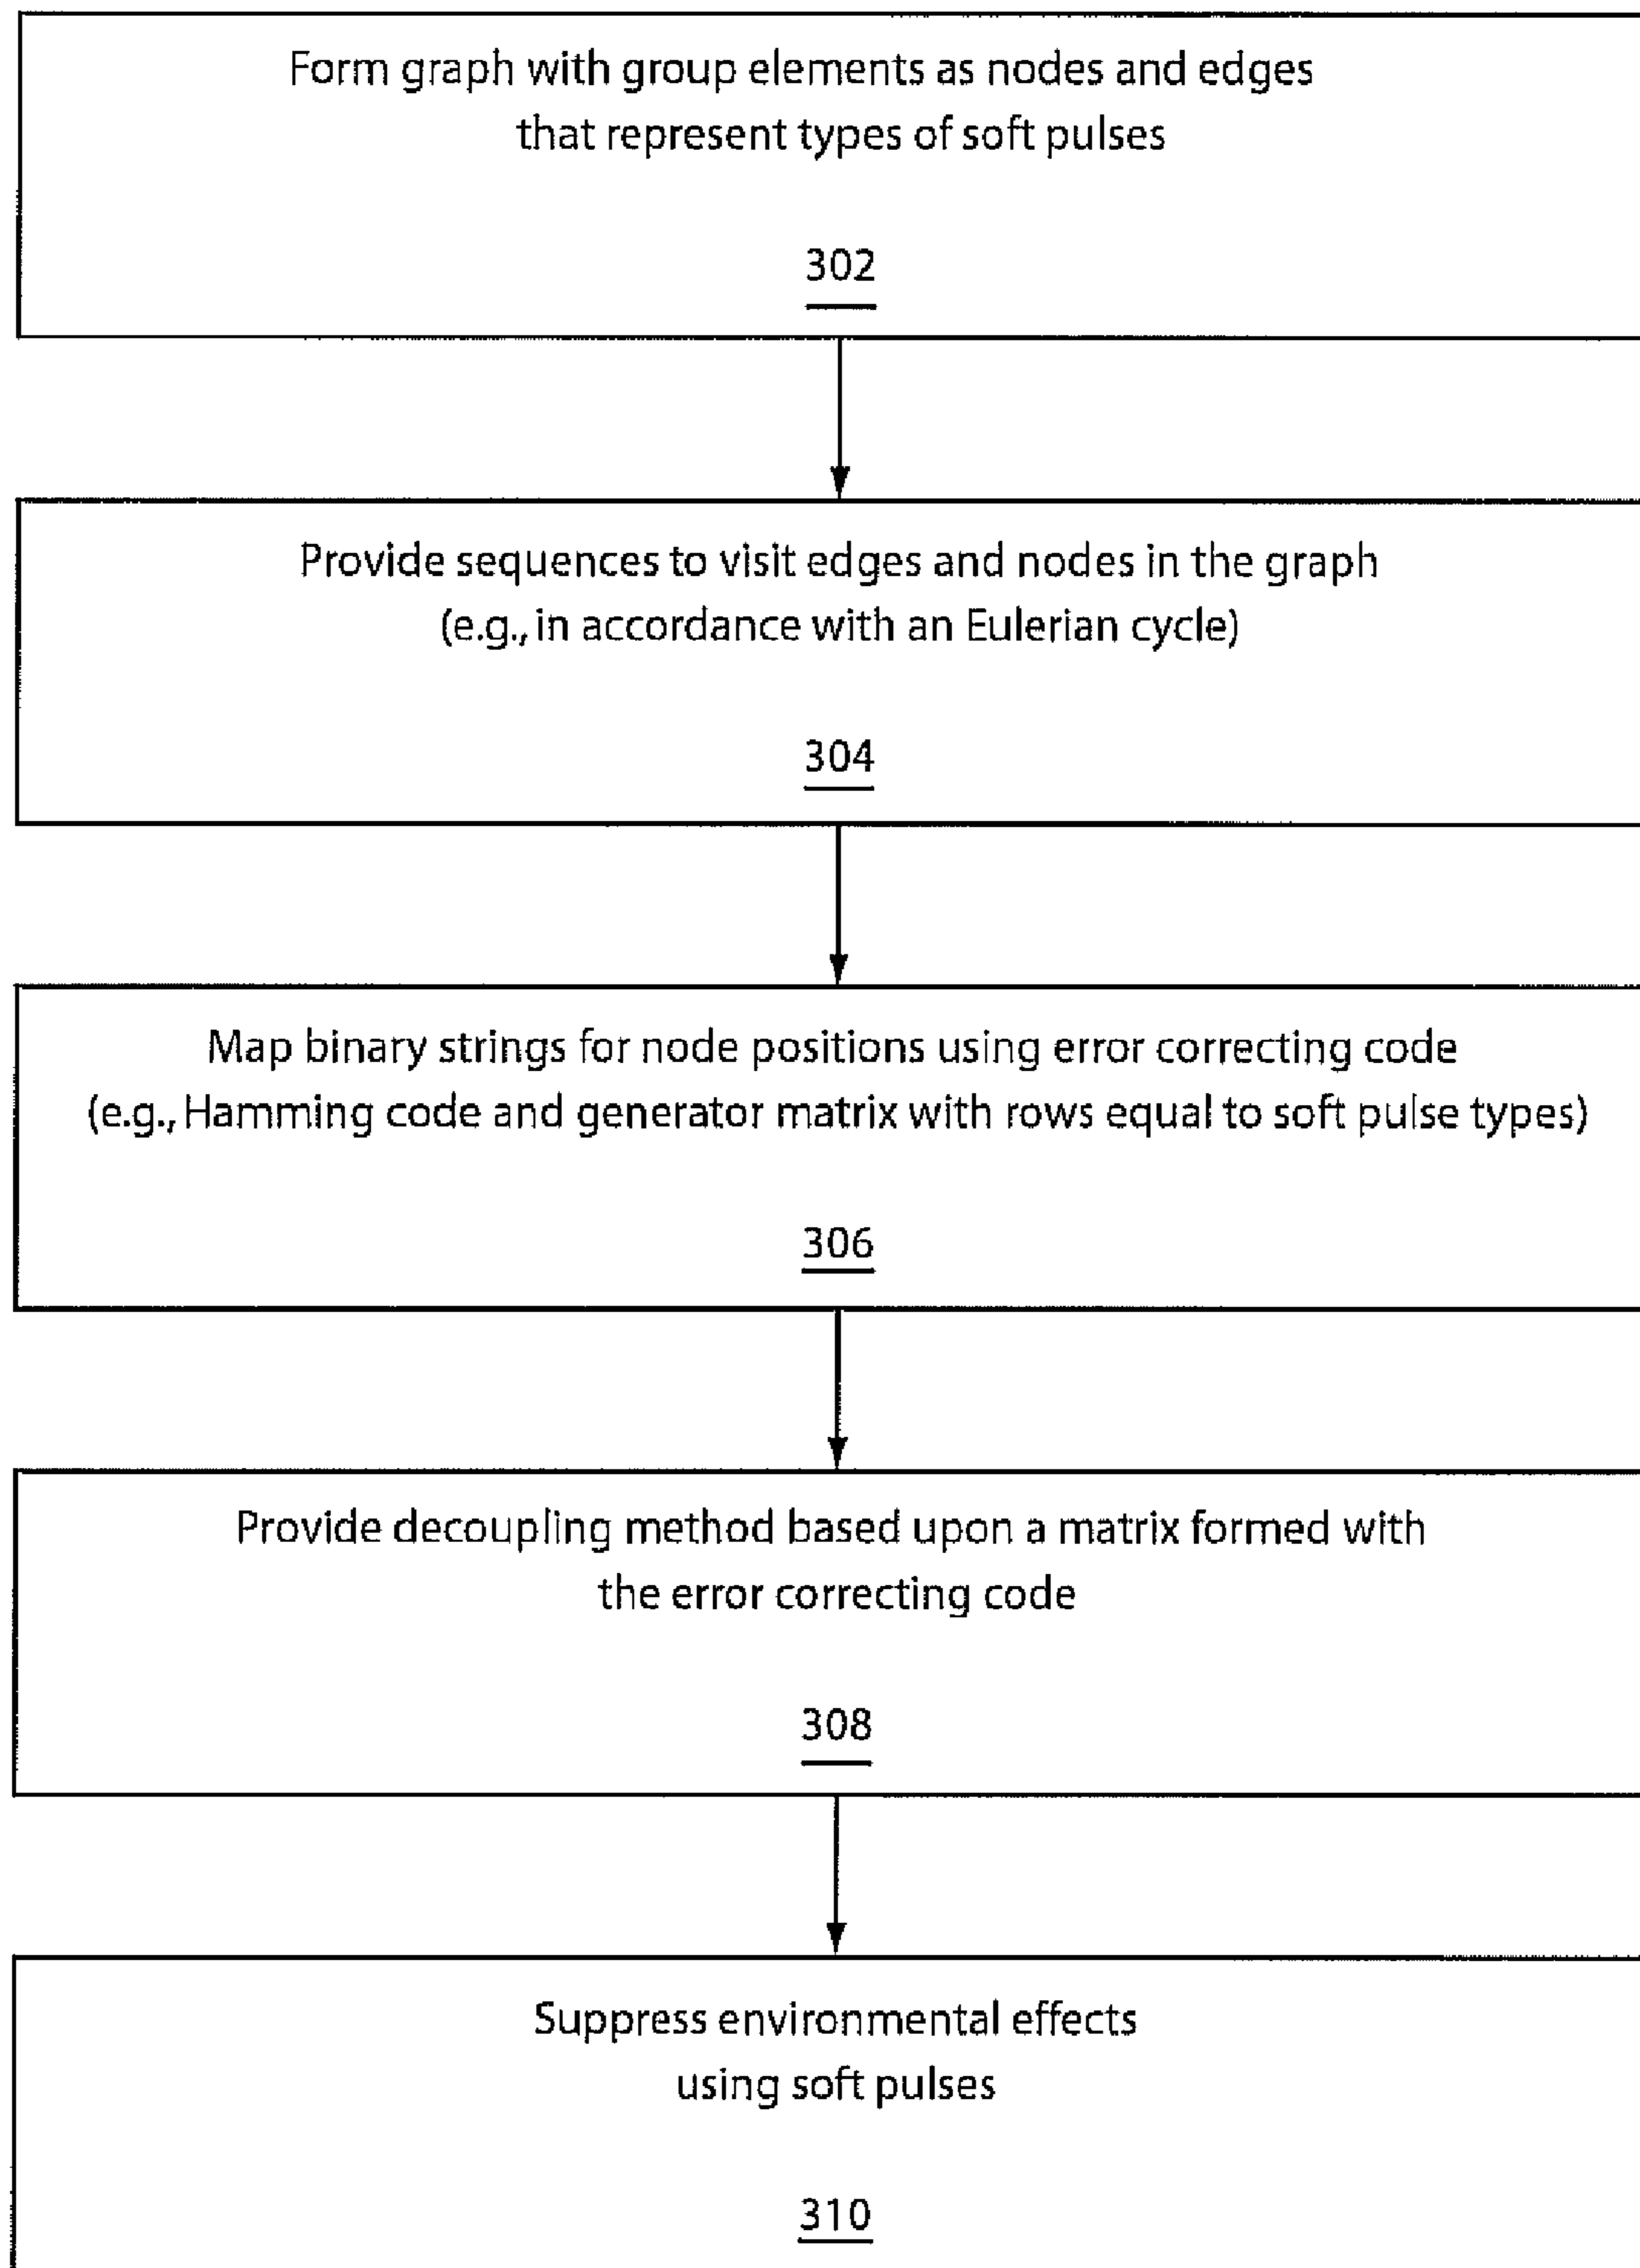 Form graph with group elements as nodes and edges
that represent types of soft pulses
302
Provide sequences to visit edges and nodes in the graph
(e.g., in accordance with an Eulerian cycle)
304
Map binary strings for node positions using error correcting code
(e.g., Hamming code and generator matrix with rows equal to soft pulse types)
306
Provide decoupling method based upon a matrix formed with
the error correcting code
308
Suppress environmental effects
using soft pulses
310